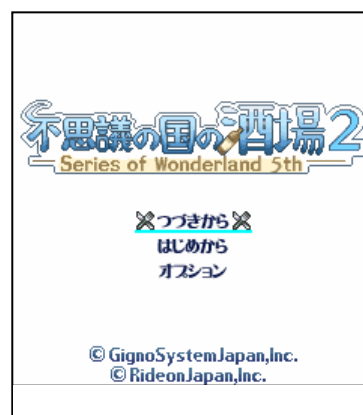 不思議の国の酒場2
Series of Wonderland 5th
つづきから
はじめから
オプション
© GignoSystemJapan,Inc.
© RideonJapan,Inc.